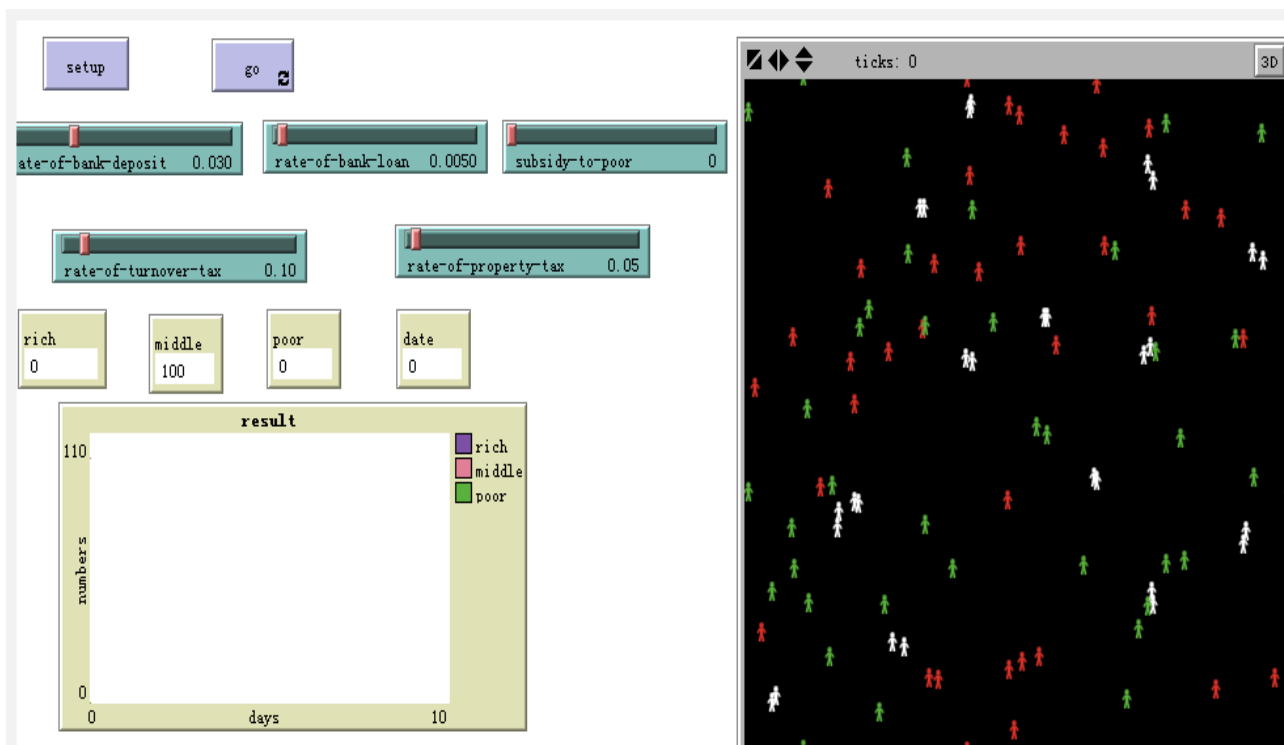 setup
go
ticks: 0
3D
ate-of-bank-deposit 0.030
rate-of-bank-loan 0.0050
subsidy-to-poor 0
rate-of-turnover-tax 0.10
rate-of-property-tax 0.05
rich
0
middle
100
poor
0
date
0
result
110
numbers
0
0
days
10
rich
middle
poor